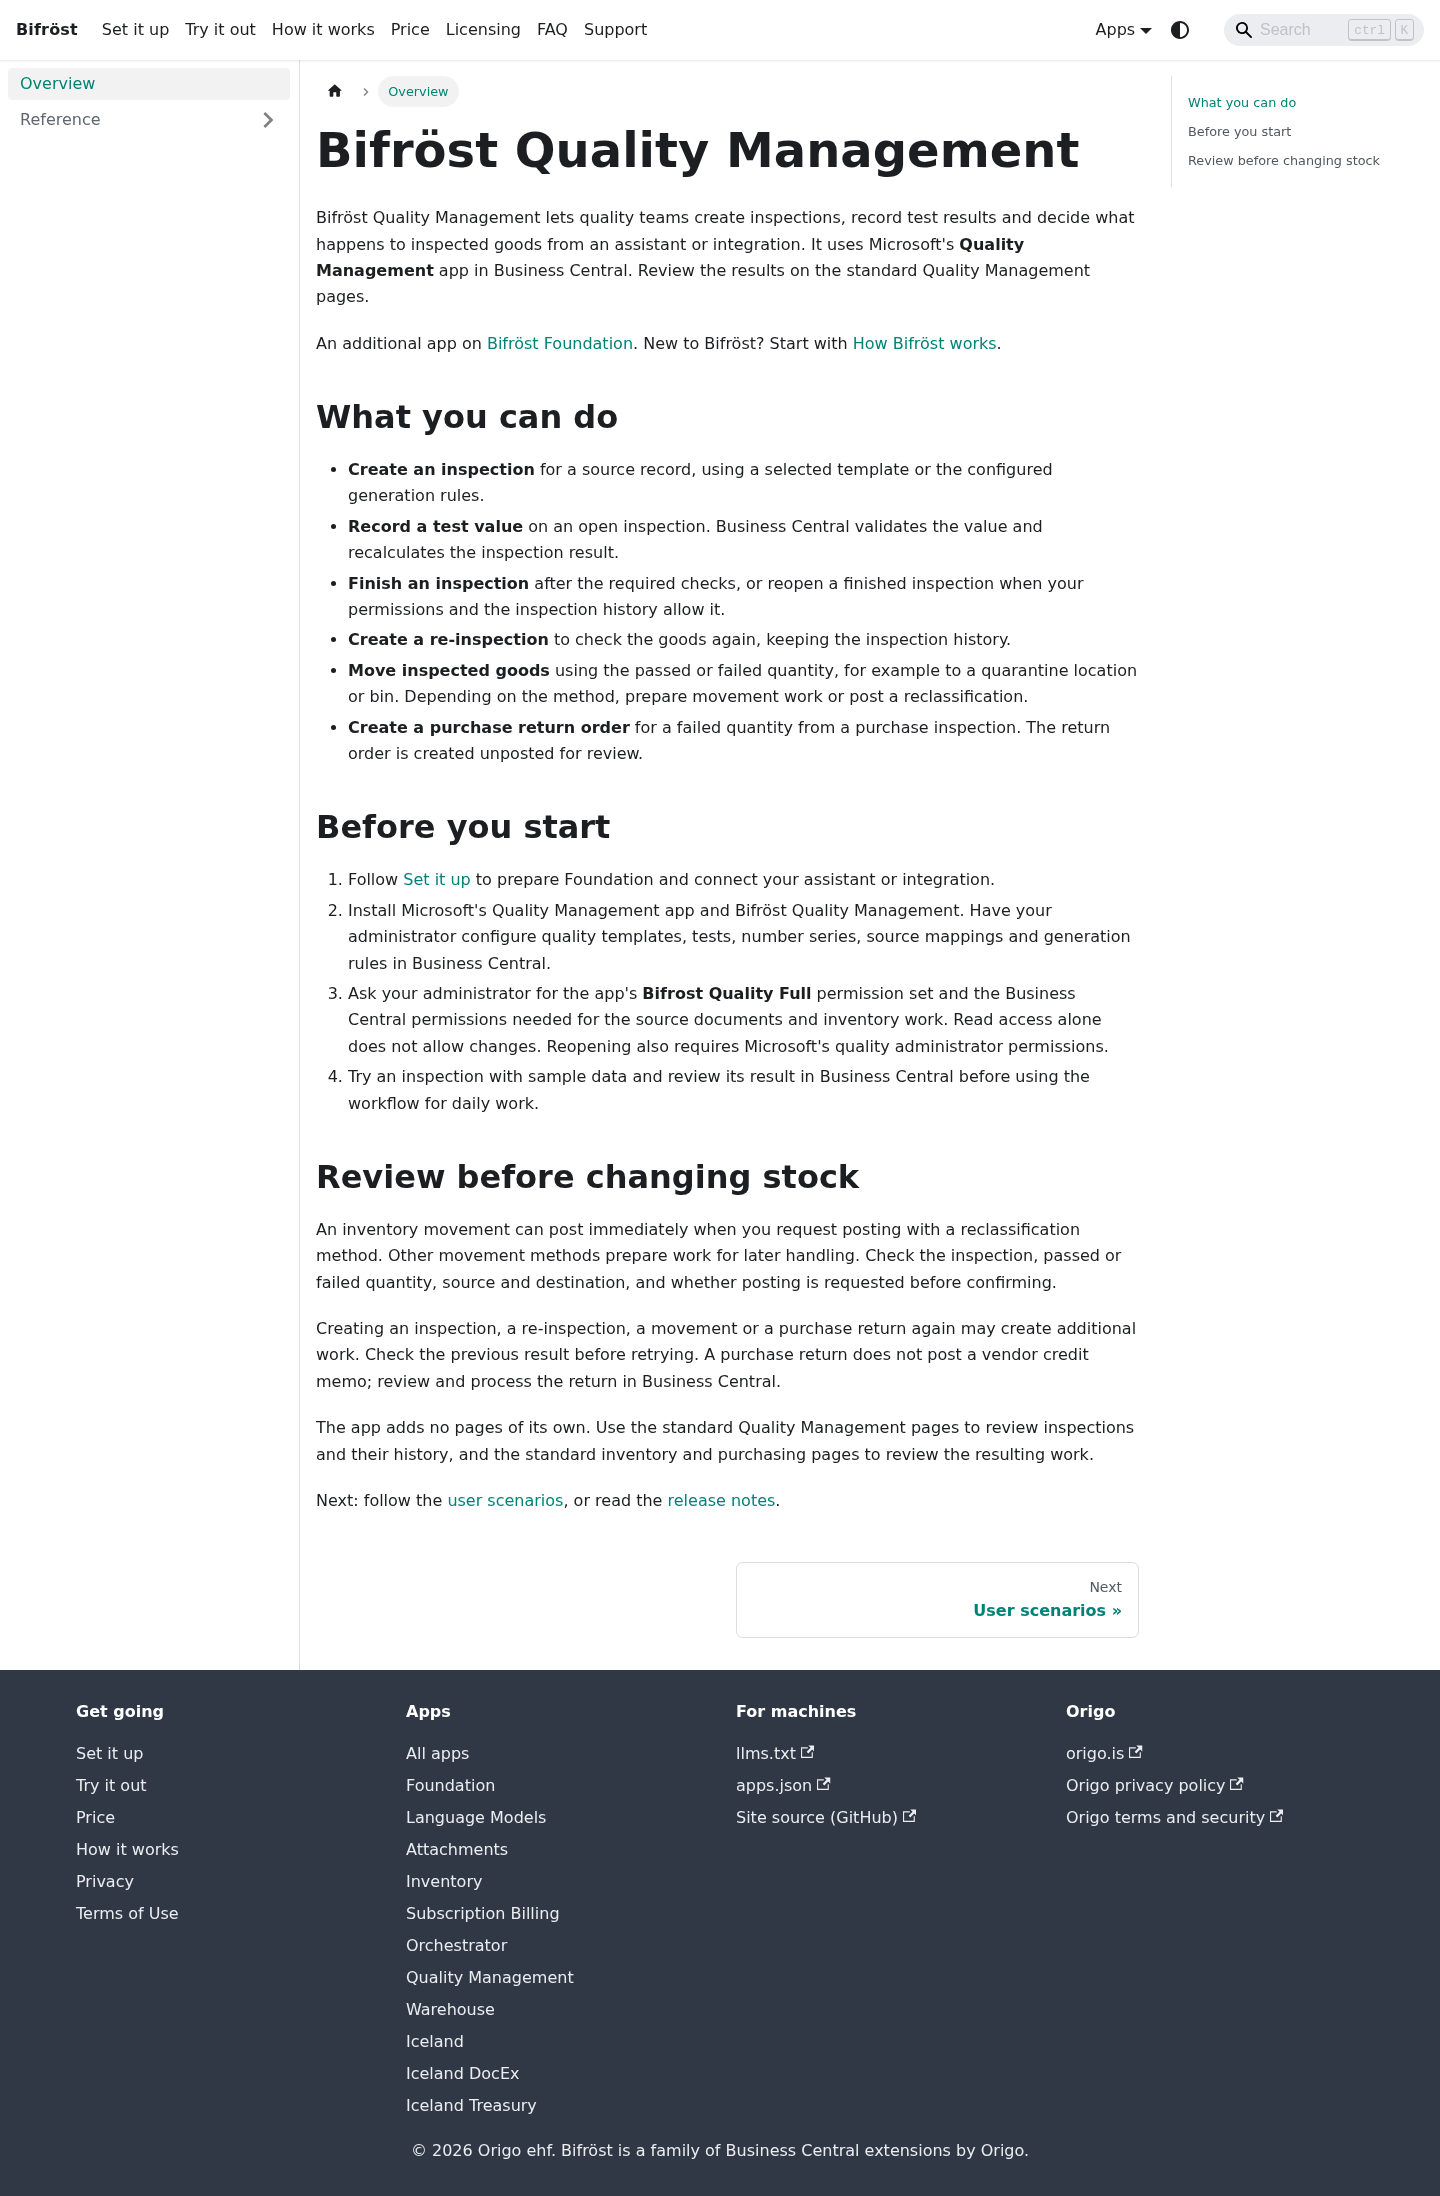 Bifröst Set it up Try it out How it works Price Licensing FAQ Support Apps Search ctrl K
Overview
Reference
Overview
What you can do
Before you start
Review before changing stock
Bifröst Quality Management
Bifröst Quality Management lets quality teams create inspections, record test results and decide what
happens to inspected goods from an assistant or integration. It uses Microsoft's Quality
Management app in Business Central. Review the results on the standard Quality Management
pages.
An additional app on Bifröst Foundation. New to Bifröst? Start with How Bifröst works.
What you can do
• Create an inspection for a source record, using a selected template or the configured
generation rules.
• Record a test value on an open inspection. Business Central validates the value and
recalculates the inspection result.
• Finish an inspection after the required checks, or reopen a finished inspection when your
permissions and the inspection history allow it.
• Create a re-inspection to check the goods again, keeping the inspection history.
• Move inspected goods using the passed or failed quantity, for example to a quarantine location
or bin. Depending on the method, prepare movement work or post a reclassification.
• Create a purchase return order for a failed quantity from a purchase inspection. The return
order is created unposted for review.
Before you start
1. Follow Set it up to prepare Foundation and connect your assistant or integration.
2. Install Microsoft's Quality Management app and Bifröst Quality Management. Have your
administrator configure quality templates, tests, number series, source mappings and generation
rules in Business Central.
3. Ask your administrator for the app's Bifrost Quality Full permission set and the Business
Central permissions needed for the source documents and inventory work. Read access alone
does not allow changes. Reopening also requires Microsoft's quality administrator permissions.
4. Try an inspection with sample data and review its result in Business Central before using the
workflow for daily work.
Review before changing stock
An inventory movement can post immediately when you request posting with a reclassification
method. Other movement methods prepare work for later handling. Check the inspection, passed or
failed quantity, source and destination, and whether posting is requested before confirming.
Creating an inspection, a re-inspection, a movement or a purchase return again may create additional
work. Check the previous result before retrying. A purchase return does not post a vendor credit
memo; review and process the return in Business Central.
The app adds no pages of its own. Use the standard Quality Management pages to review inspections
and their history, and the standard inventory and purchasing pages to review the resulting work.
Next: follow the user scenarios, or read the release notes.
Next
User scenarios »
Get going
Set it up
Try it out
Price
How it works
Privacy
Terms of Use
Apps
All apps
Foundation
Language Models
Attachments
Inventory
Subscription Billing
Orchestrator
Quality Management
Warehouse
Iceland
Iceland DocEx
Iceland Treasury
For machines
llms.txt
apps.json
Site source (GitHub)
Origo
origo.is
Origo privacy policy
Origo terms and security
© 2026 Origo ehf. Bifröst is a family of Business Central extensions by Origo.